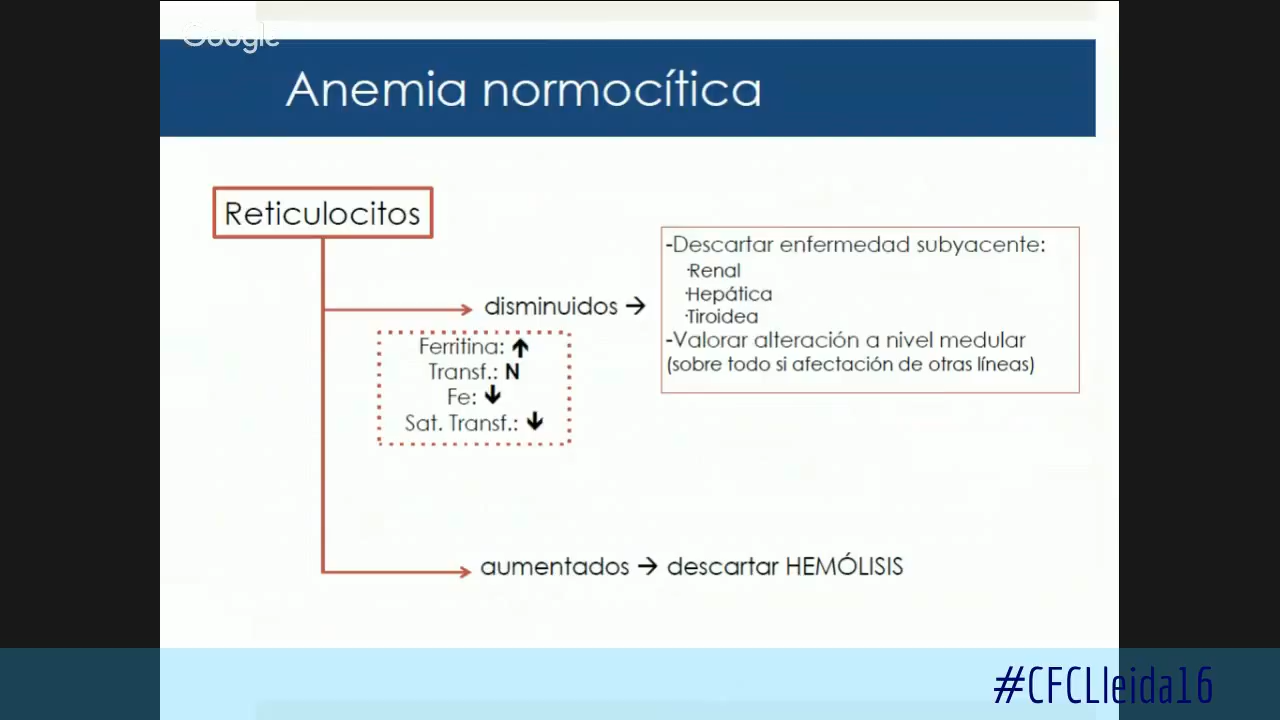 Google
Anemia normocítica
Reticulocitos
-Descartar enfermedad subyacente:
·Renal
·Hepática
·Tiroidea
-Valorar alteración a nivel medular
(sobre todo si afectación de otras líneas)
disminuidos →
Ferritina: ↑
Transf.: N
Fe: ↓
Sat. Transf.: ↓
aumentados → descartar HEMÓLISIS
#CFCLleida16